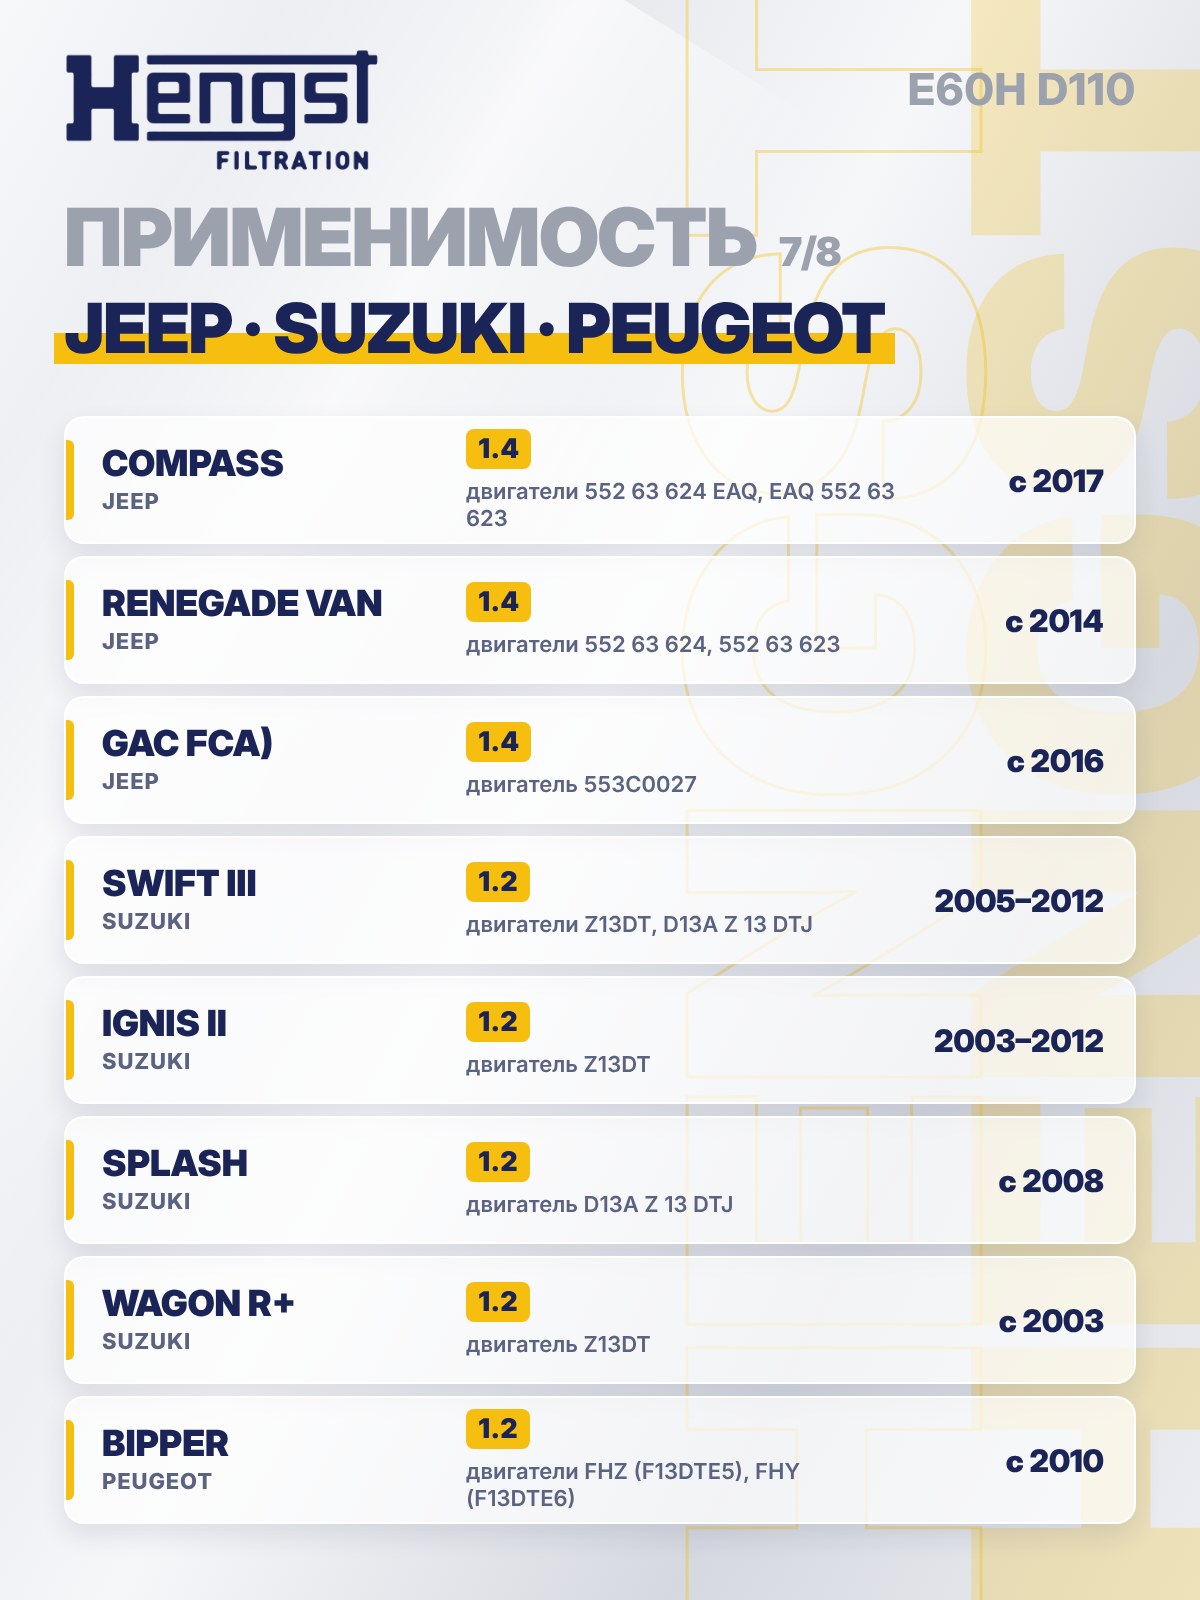 Hengst
FILTRATION
E60H D110
ПРИМЕНИМОСТЬ 7/8
JEEP · SUZUKI · PEUGEOT
COMPASS
JEEP
1.4
двигатели 552 63 624 EAQ, EAQ 552 63
623
с 2017
RENEGADE VAN
JEEP
1.4
двигатели 552 63 624, 552 63 623
с 2014
GAC FCA)
JEEP
1.4
двигатель 553C0027
с 2016
SWIFT III
SUZUKI
1.2
двигатели Z13DT, D13A Z 13 DTJ
2005–2012
IGNIS II
SUZUKI
1.2
двигатель Z13DT
2003–2012
SPLASH
SUZUKI
1.2
двигатель D13A Z 13 DTJ
с 2008
WAGON R+
SUZUKI
1.2
двигатель Z13DT
с 2003
BIPPER
PEUGEOT
1.2
двигатели FHZ (F13DTE5), FHY
(F13DTE6)
с 2010
HENGST
HENGST